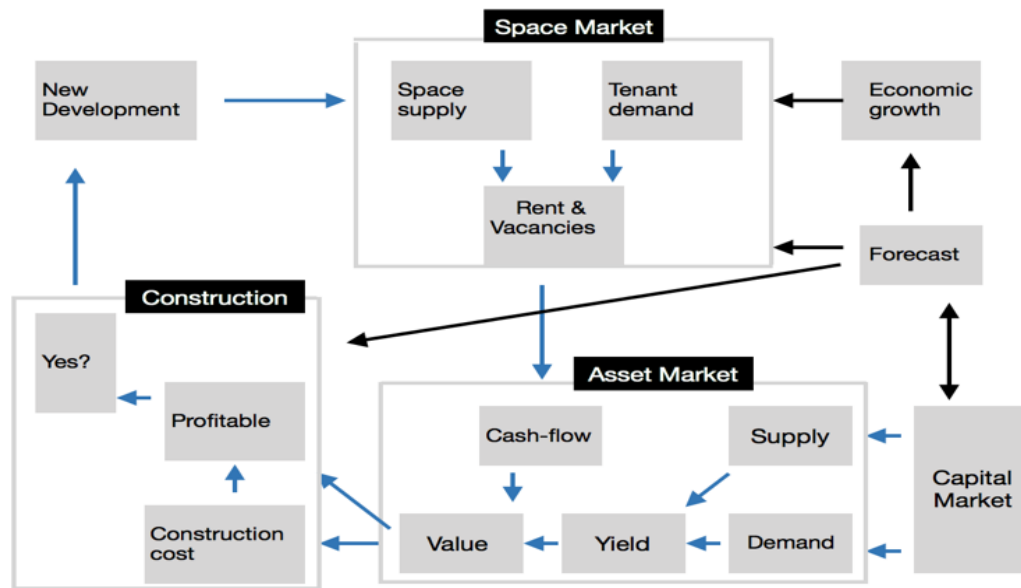 Space Market
New
Development
Space
supply
Tenant
demand
Economic
growth
Rent &
Vacancies
Forecast
Construction
Yes?
Profitable
Construction
cost
Asset Market
Cash-flow
Supply
Value
Yield
Demand
Capital
Market